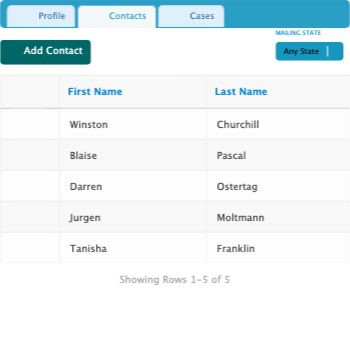 Profile Contacts Cases
MAILING STATE
Add Contact Any State
First Name Last Name
Winston Churchill
Blaise Pascal
Darren Ostertag
Jurgen Moltmann
Tanisha Franklin
Showing Rows 1-5 of 5